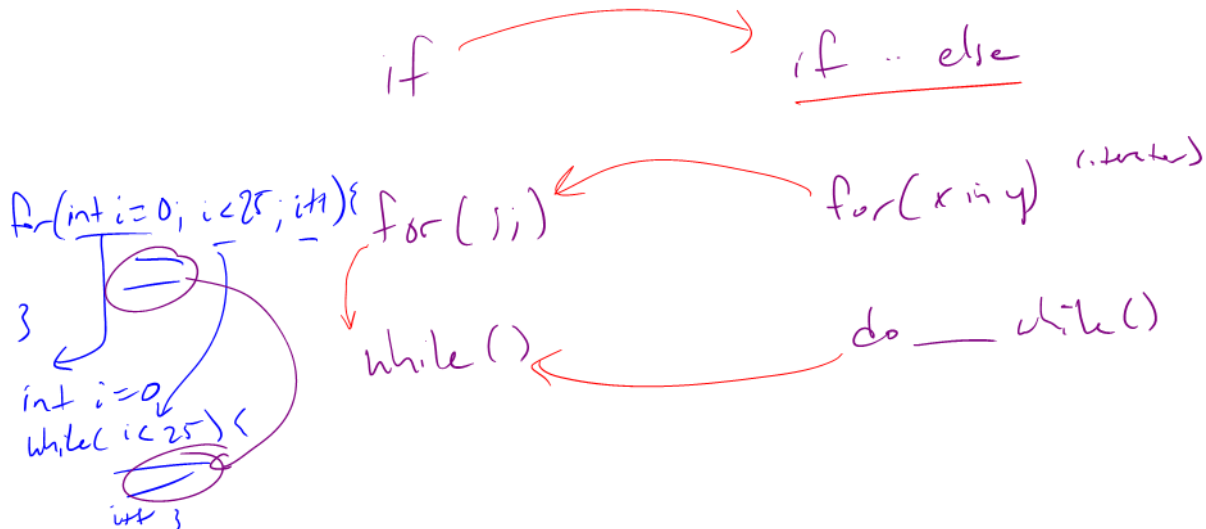 if
if .. else
for(int i=0; i<25; i++){
for(;;)
for(x in y) (iterator)
}
while()
do ___ while()
int i=0
while(i<25){
i++ }